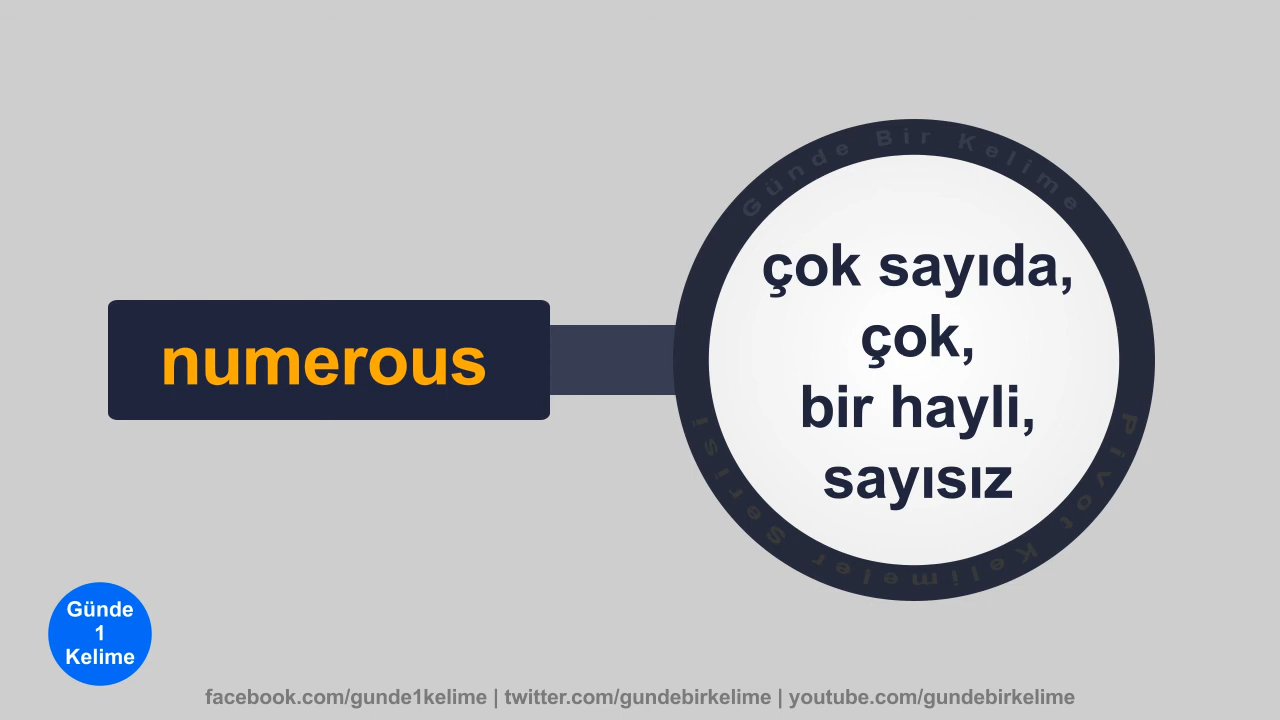 Günde Bir Kelime
numerous
çok sayıda,
çok,
bir hayli,
sayısız
Pivot Kelimeler Serisi
Günde
1
Kelime
facebook.com/gunde1kelime | twitter.com/gundebirkelime | youtube.com/gundebirkelime